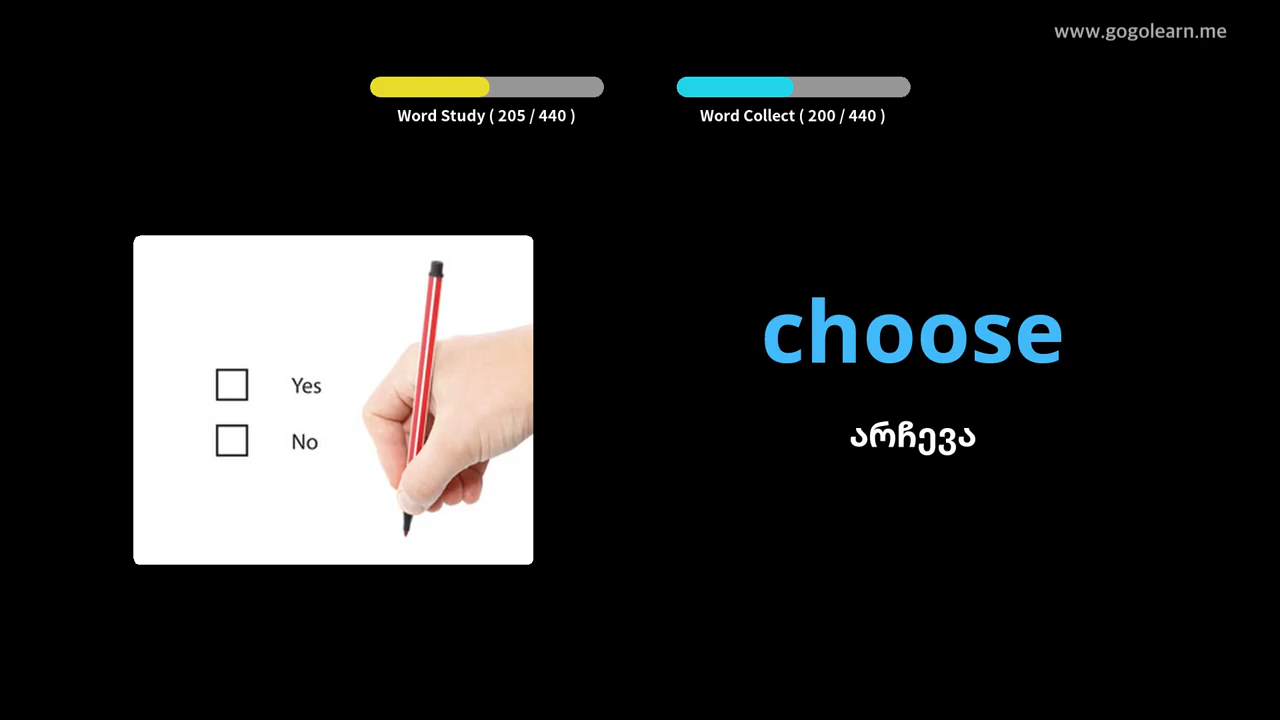 www.gogolearn.me
Word Study ( 205 / 440 )
Word Collect ( 200 / 440 )
Yes
No
choose
არჩევა